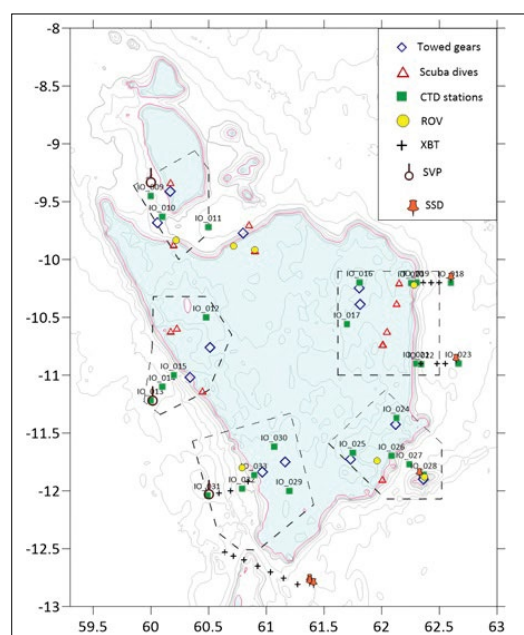 -8.5
Towed gears
Scuba dives
CTD stations
ROV
XBT
SVP
SSD
-9
IO_009
IO_010
IO_011
-9.5
-10
IO_016
IO_018
-10.5
IO_012
IO_017
-11
IO_015
IO_014
IO_013
IO_023
-11.5
IO_024
IO_030
IO_025
IO_026
IO_027
IO_028
-12
IO_031
IO_029
-12.5
-13
59.5 60 60.5 61 61.5 62 62.5 63